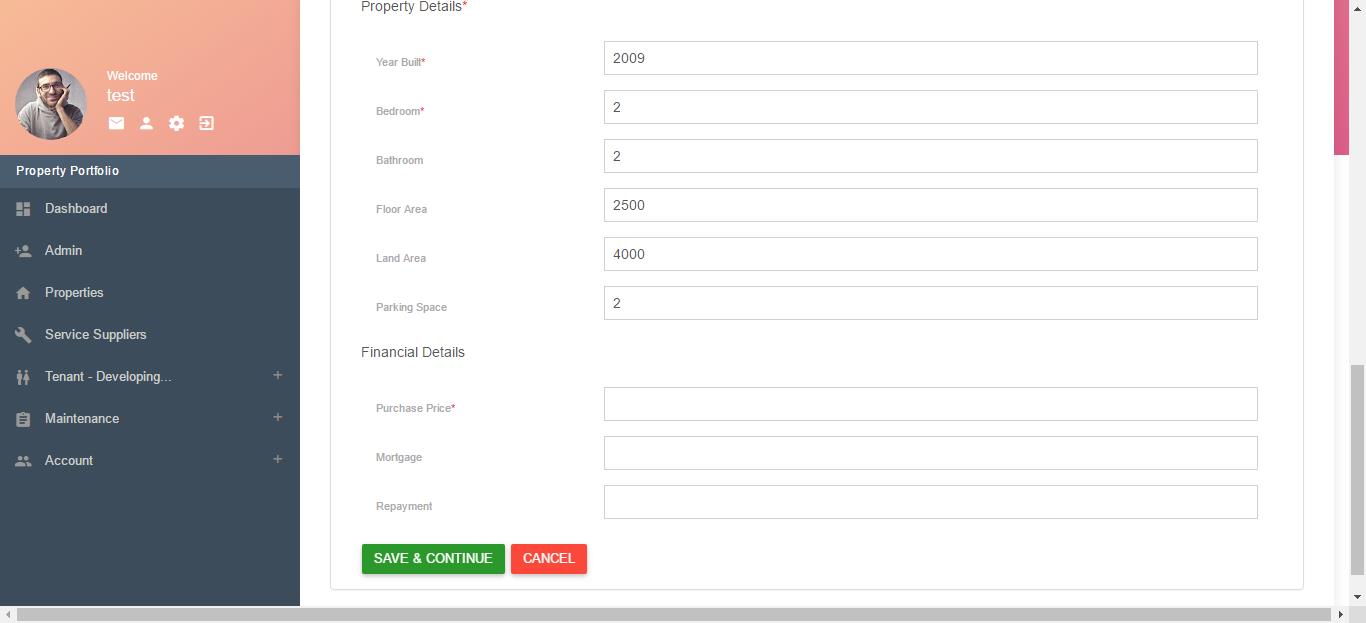 Welcome
test
Property Portfolio
Dashboard
Admin
Properties
Service Suppliers
Tenant - Developing...
Maintenance
Account
Property Details*
Year Built* 2009
Bedroom* 2
Bathroom 2
Floor Area 2500
Land Area 4000
Parking Space 2
Financial Details
Purchase Price*
Mortgage
Repayment
SAVE & CONTINUE CANCEL